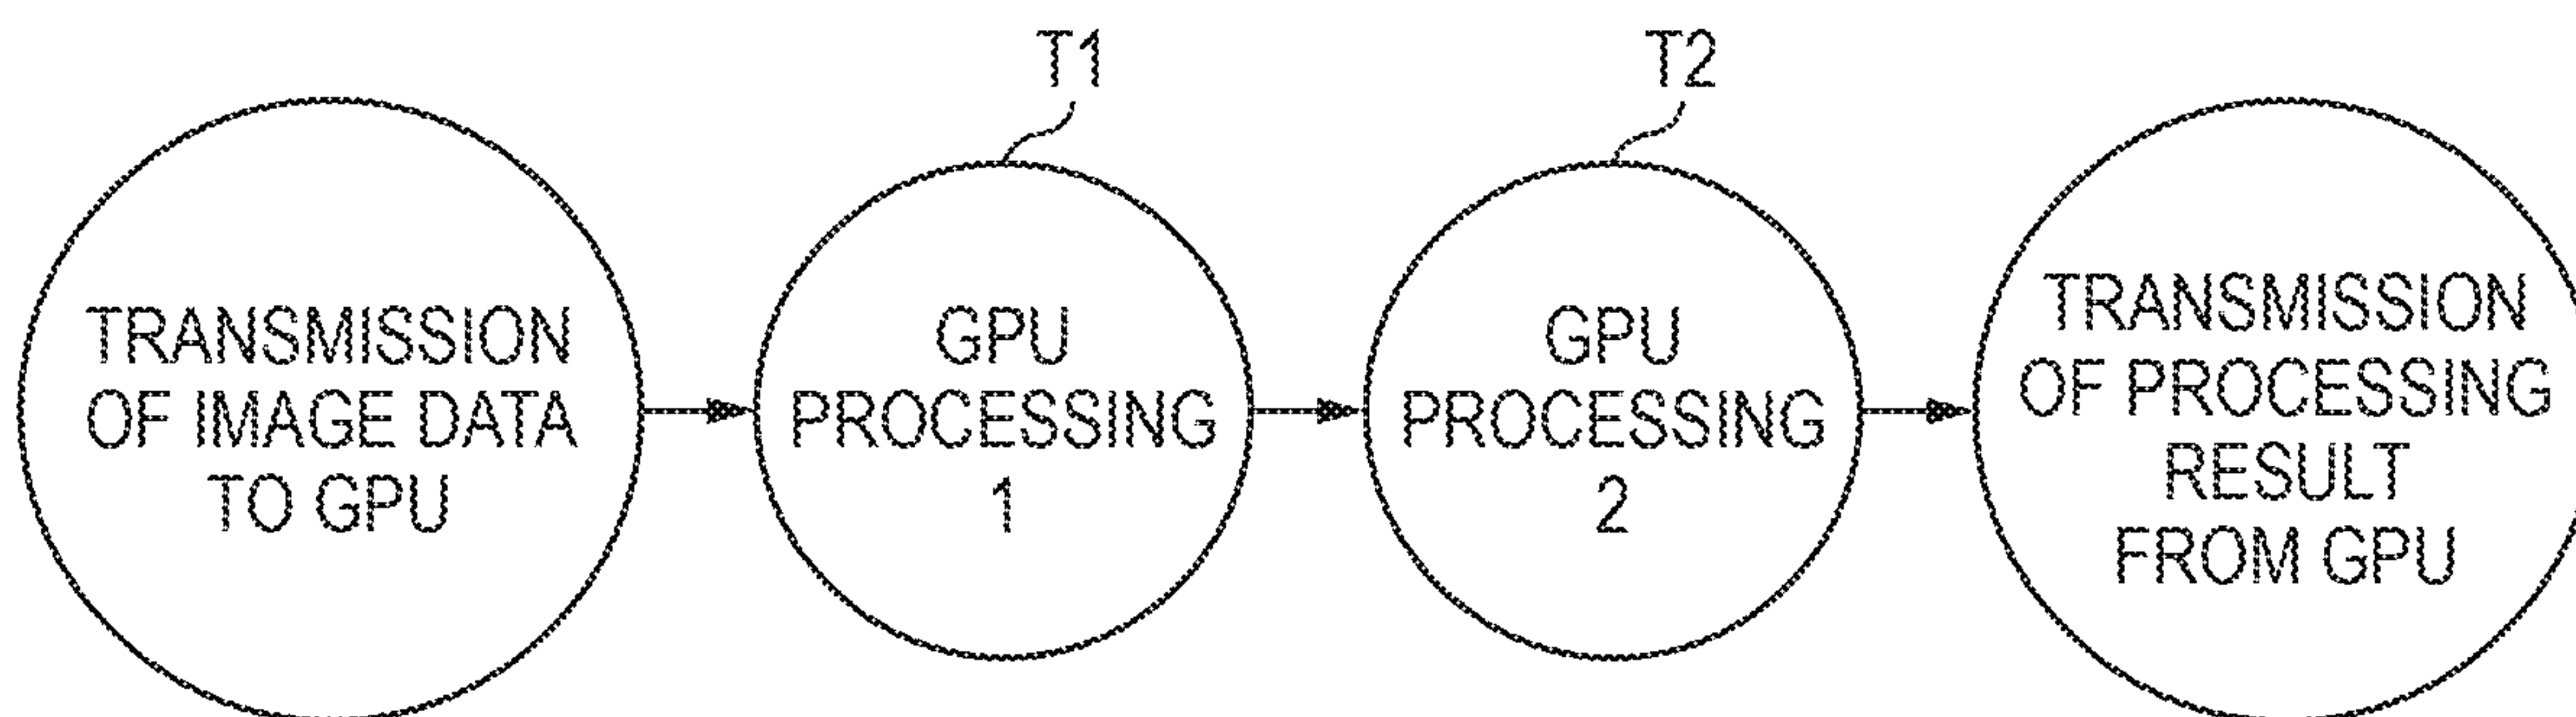 T1
T2
TRANSMISSION
OF IMAGE DATA
TO GPU
GPU
PROCESSING
1
GPU
PROCESSING
2
TRANSMISSION
OF PROCESSING
RESULT
FROM GPU